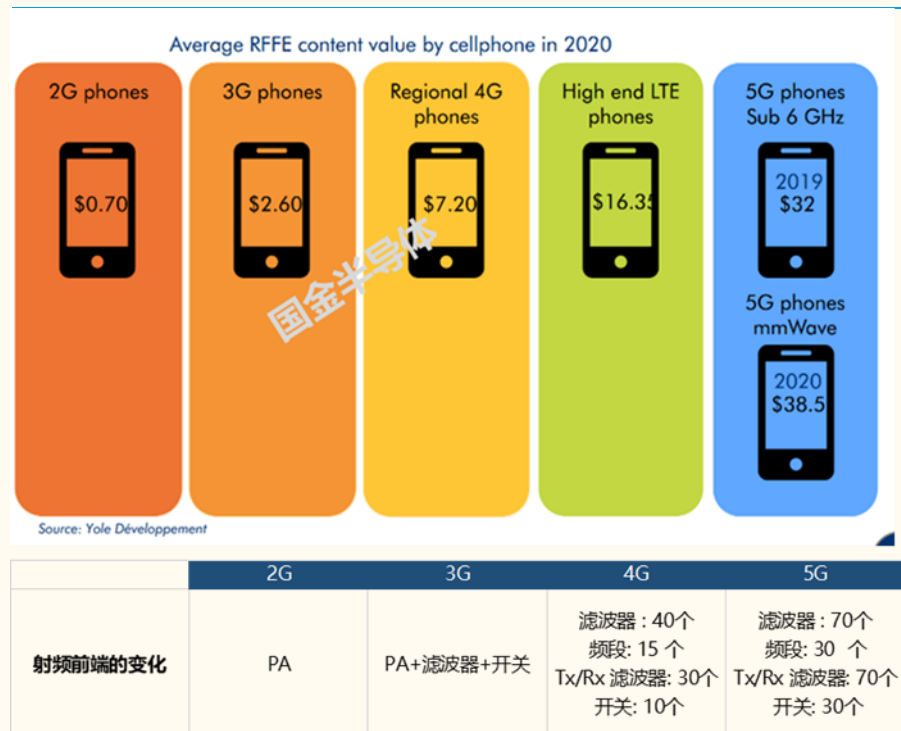 Average RFFE content value by cellphone in 2020
2G phones
$0.70
3G phones
$2.60
Regional 4G
phones
$7.20
High end LTE
phones
$16.35
5G phones
Sub 6 GHz
2019
$32
5G phones
mmWave
2020
$38.5
国金半导体
Source: Yole Développement
2G 3G 4G 5G
射频前端的变化
PA
PA+滤波器+开关
滤波器 : 40个
频段: 15 个
Tx/Rx 滤波器: 30个
开关: 10个
滤波器 : 70个
频段: 30 个
Tx/Rx 滤波器: 70个
开关: 30个